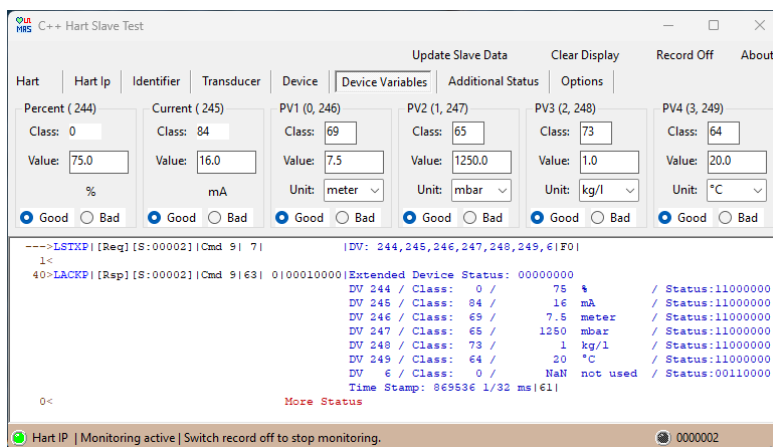 MRS C++ Hart Slave Test
Update Slave Data Clear Display Record Off About
Hart Hart Ip Identifier Transducer Device Device Variables Additional Status Options
Percent ( 244) Current ( 245) PV1 (0, 246) PV2 (1, 247) PV3 (2, 248) PV4 (3, 249)
Class: 0 Class: 84 Class: 69 Class: 65 Class: 73 Class: 64
Value: 75.0 Value: 16.0 Value: 7.5 Value: 1250.0 Value: 1.0 Value: 20.0
% mA Unit: meter Unit: mbar Unit: kg/l Unit: °C
Good Bad Good Bad Good Bad Good Bad Good Bad Good Bad
--->LSTXP|[Req][S:00002]|Cmd 9| 7| |DV: 244,245,246,247,248,249,6|F0|
1<
40>LACKP|[Rsp][S:00002]|Cmd 9|63| 0|00010000|Extended Device Status: 00000000
DV 244 / Class: 0 / 75 % / Status:11000000
DV 245 / Class: 84 / 16 mA / Status:11000000
DV 246 / Class: 69 / 7.5 meter / Status:11000000
DV 247 / Class: 65 / 1250 mbar / Status:11000000
DV 248 / Class: 73 / 1 kg/l / Status:11000000
DV 249 / Class: 64 / 20 °C / Status:11000000
DV 6 / Class: 0 / NaN not used / Status:00110000
Time Stamp: 869536 1/32 ms|61|
0< More Status
Hart IP | Monitoring active | Switch record off to stop monitoring. 0000002